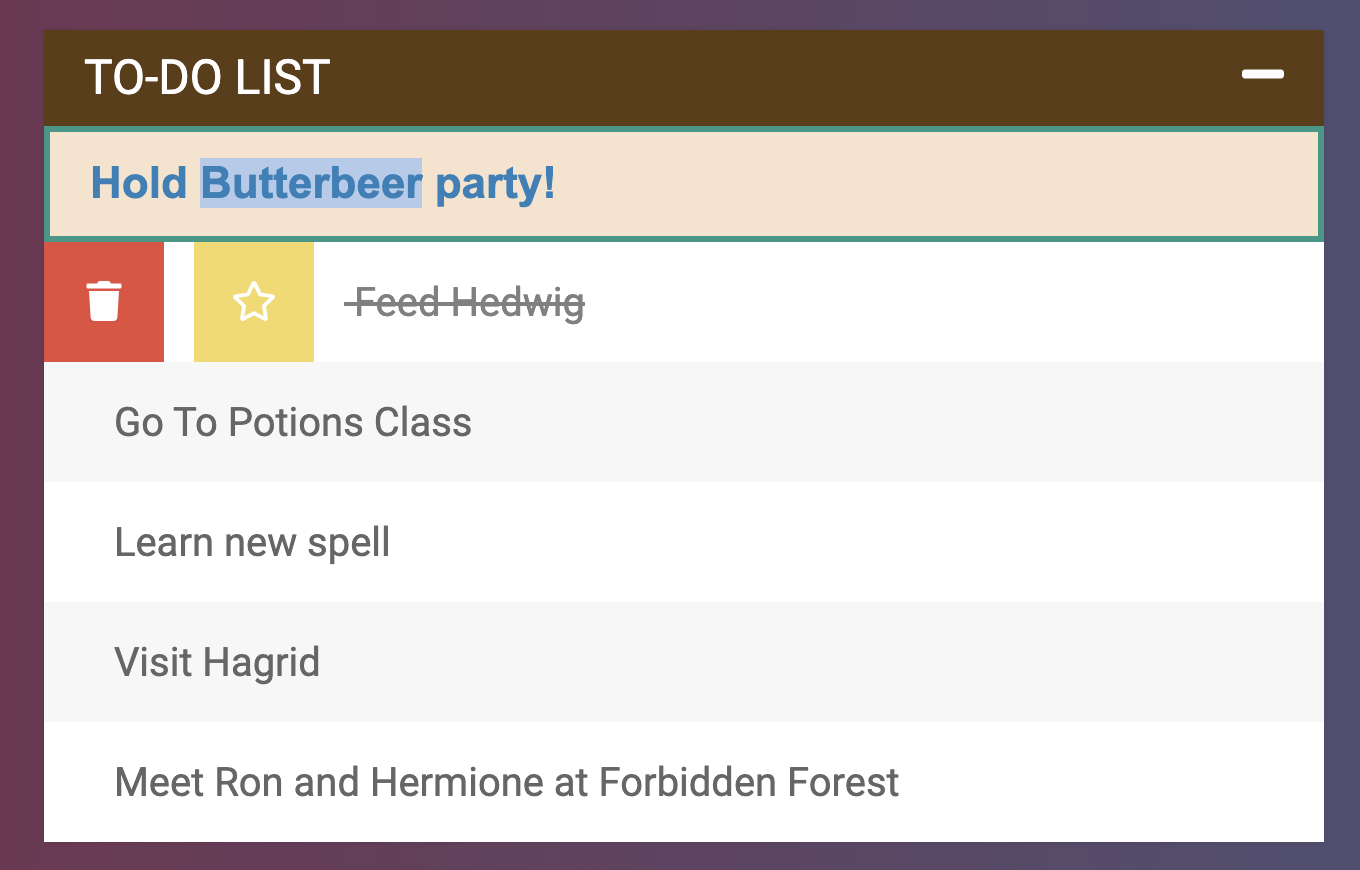 TO-DO LIST
Hold Butterbeer party!
Feed Hedwig
Go To Potions Class
Learn new spell
Visit Hagrid
Meet Ron and Hermione at Forbidden Forest